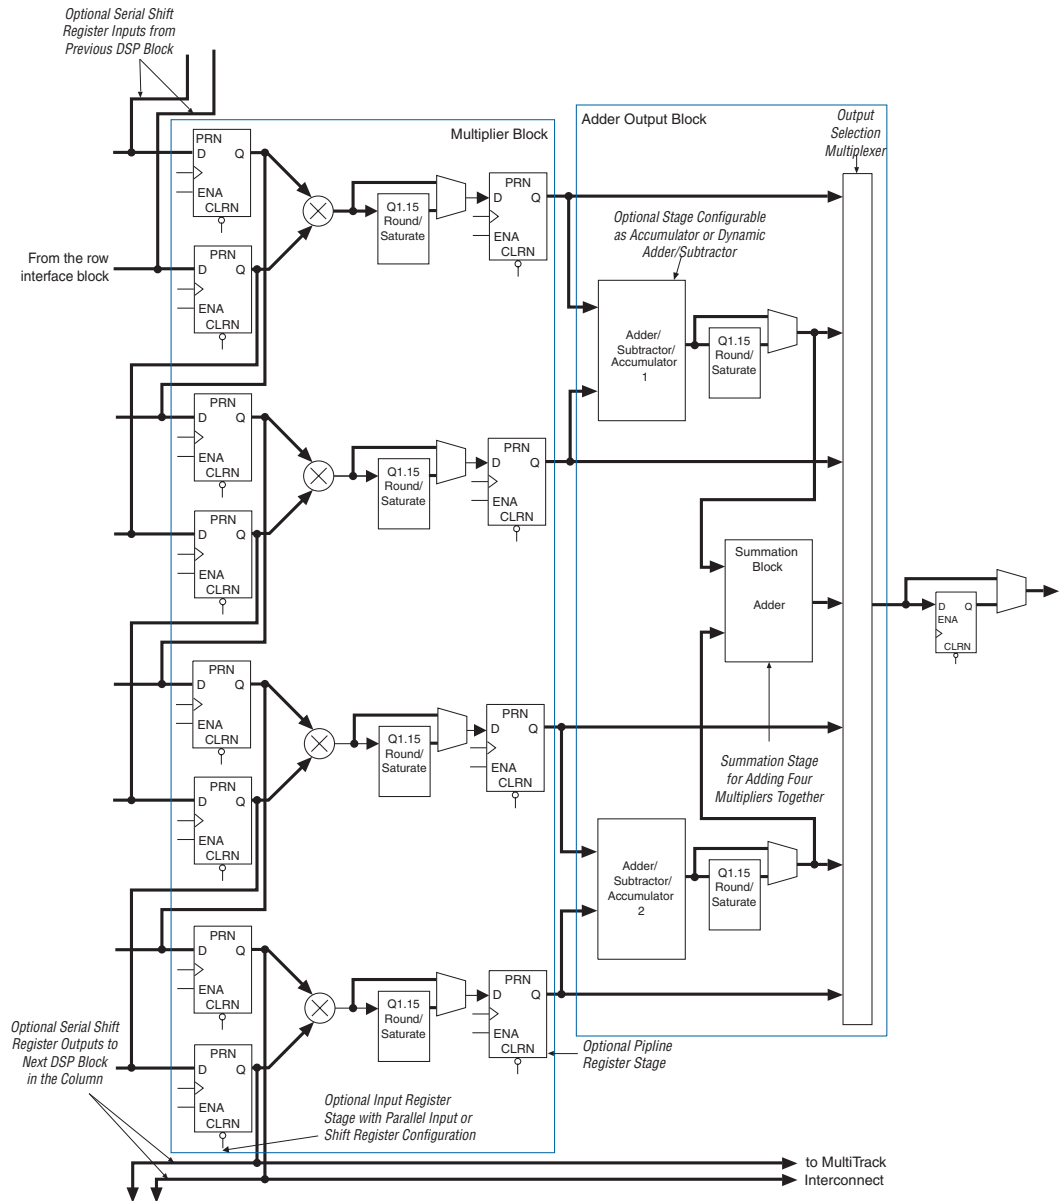 Optional Serial Shift
Register Inputs from
Previous DSP Block
Multiplier Block
Adder Output Block
Output
Selection
Multiplexer
PRN
D Q
ENA
CLRN
Q1.15
Round/
Saturate
PRN
D Q
ENA
CLRN
From the row
interface block
PRN
D Q
ENA
CLRN
Optional Stage Configurable
as Accumulator or Dynamic
Adder/Subtractor
Adder/
Subtractor/
Accumulator
1
Q1.15
Round/
Saturate
PRN
D Q
ENA
CLRN
Q1.15
Round/
Saturate
PRN
D Q
ENA
CLRN
PRN
D Q
ENA
CLRN
Summation
Block
Adder
D Q
ENA
CLRN
PRN
D Q
ENA
CLRN
Q1.15
Round/
Saturate
PRN
D Q
ENA
CLRN
PRN
D Q
ENA
CLRN
Summation Stage
for Adding Four
Multipliers Together
Adder/
Subtractor/
Accumulator
2
Q1.15
Round/
Saturate
PRN
D Q
ENA
CLRN
Q1.15
Round/
Saturate
PRN
D Q
ENA
CLRN
PRN
D Q
ENA
CLRN
Optional Serial Shift
Register Outputs to
Next DSP Block
in the Column
Optional Pipline
Register Stage
Optional Input Register
Stage with Parallel Input or
Shift Register Configuration
to MultiTrack
Interconnect